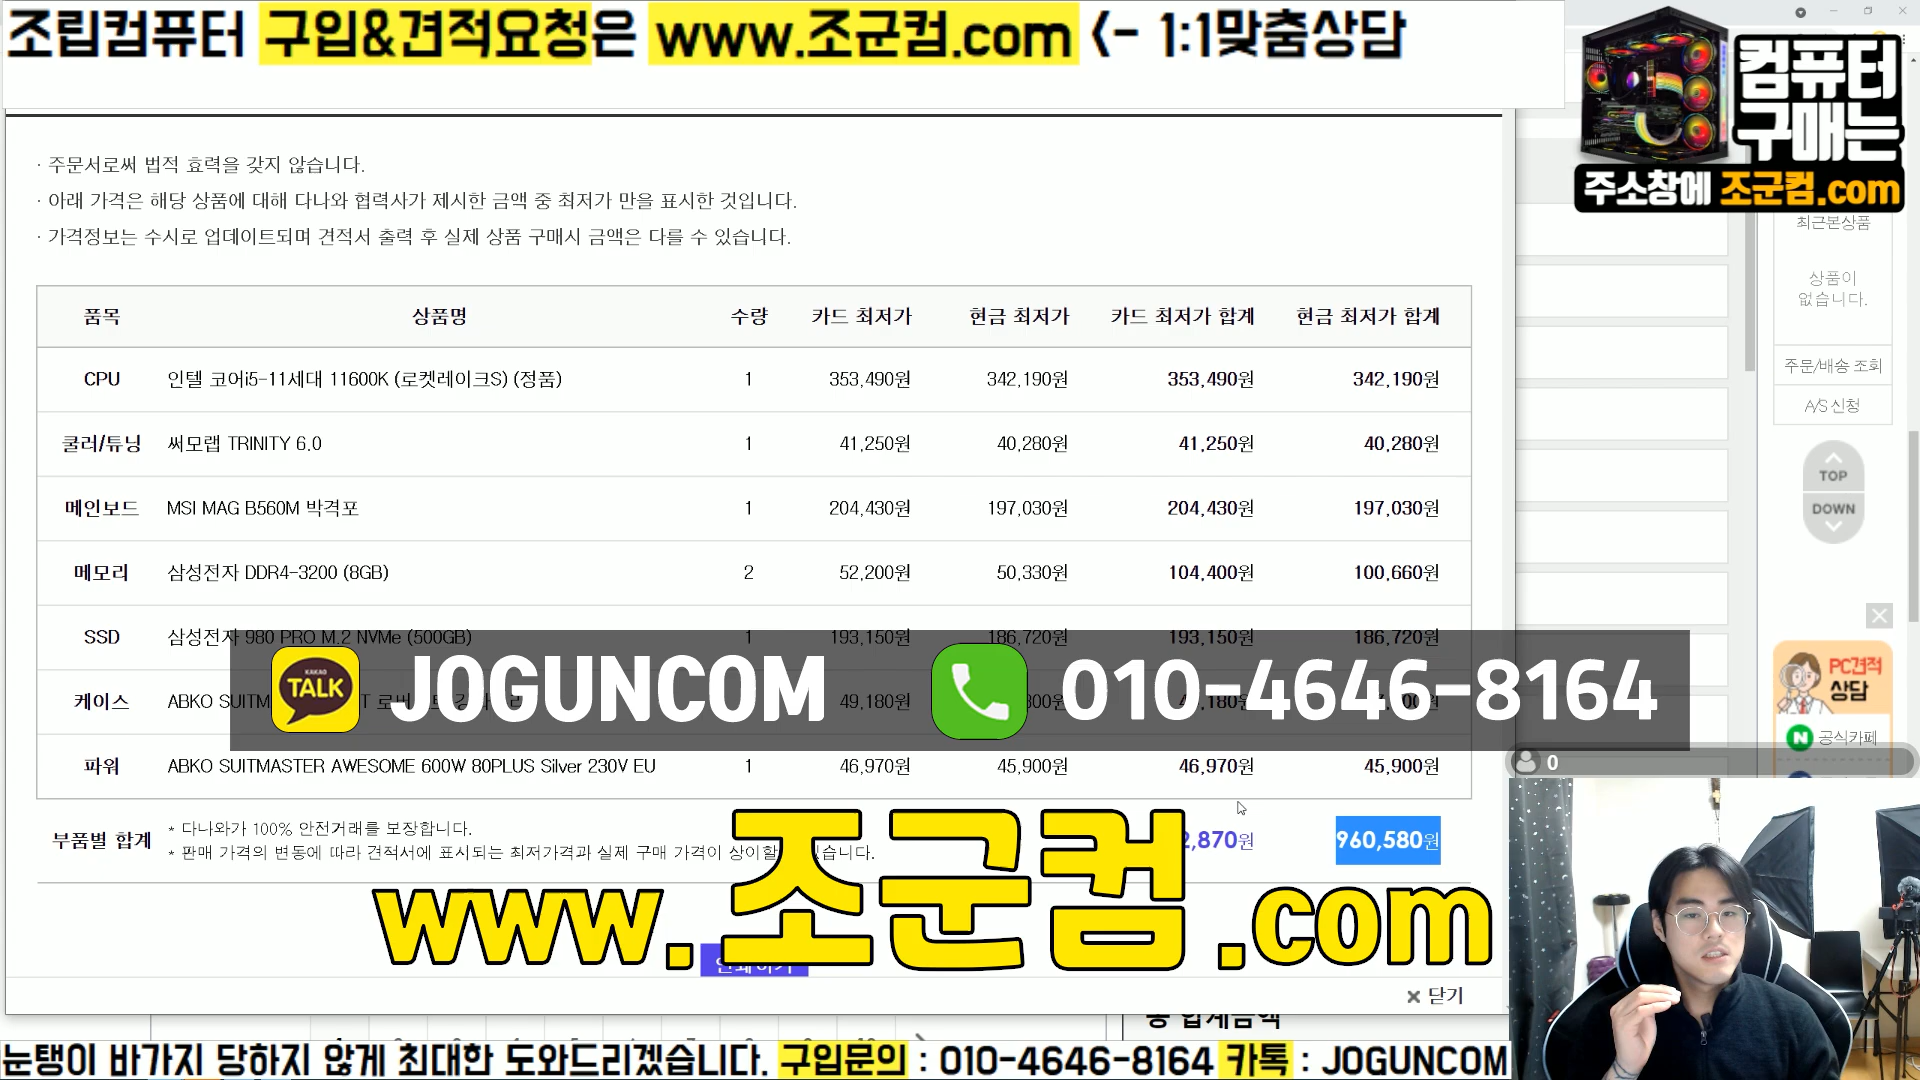 조립컴퓨터 구입&견적요청은 www.조군컴.com <- 1:1맞춤상담
컴퓨터
구매는
주소창에 조군컴.com
· 주문서로써 법적 효력을 갖지 않습니다.
· 아래 가격은 해당 상품에 대해 다나와 협력사가 제시한 금액 중 최저가 만을 표시한 것입니다.
· 가격정보는 수시로 업데이트되며 견적서 출력 후 실제 상품 구매시 금액은 다를 수 있습니다.
품목 상품명 수량 카드 최저가 현금 최저가 카드 최저가 합계 현금 최저가 합계
CPU 인텔 코어i5-11세대 11600K (로켓레이크S) (정품) 1 353,490원 342,190원 353,490원 342,190원
쿨러/튜닝 써모랩 TRINITY 6.0 1 41,250원 40,280원 41,250원 40,280원
메인보드 MSI MAG B560M 박격포 1 204,430원 197,030원 204,430원 197,030원
메모리 삼성전자 DDR4-3200 (8GB) 2 52,200원 50,330원 104,400원 100,660원
SSD 삼성전자 980 PRO M.2 NVMe (500GB) 1 193,150원 186,720원 193,150원 186,720원
케이스 ABKO 49,180원
TALK JOGUNCOM 010-4646-8164
파워 ABKO SUITMASTER AWESOME 600W 80PLUS Silver 230V EU 1 46,970원 45,900원 46,970원 45,900원
부품별 합계 * 다나와가 100% 안전거래를 보장합니다.
* 판매 가격의 변동에 따라 견적서에 표시되는 최저가격과 실제 구매 가격이
2,870원 960,580원
www.조군컴.com
닫기
총 합계금액
최근본상품
상품이
없습니다.
주문/배송 조회
A/S 신청
TOP
DOWN
PC견적
상담
N 공식카페
0
눈탱이 바가지 당하지 않게 최대한 도와드리겠습니다. 구입문의 : 010-4646-8164 카톡 : JOGUNCOM